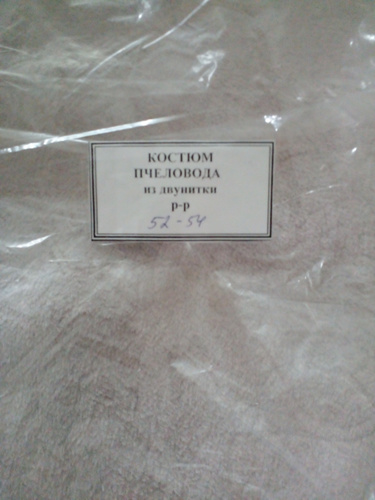 КОСТЮМ
ПЧЕЛОВОДА
из двунитки
р-р
52-54